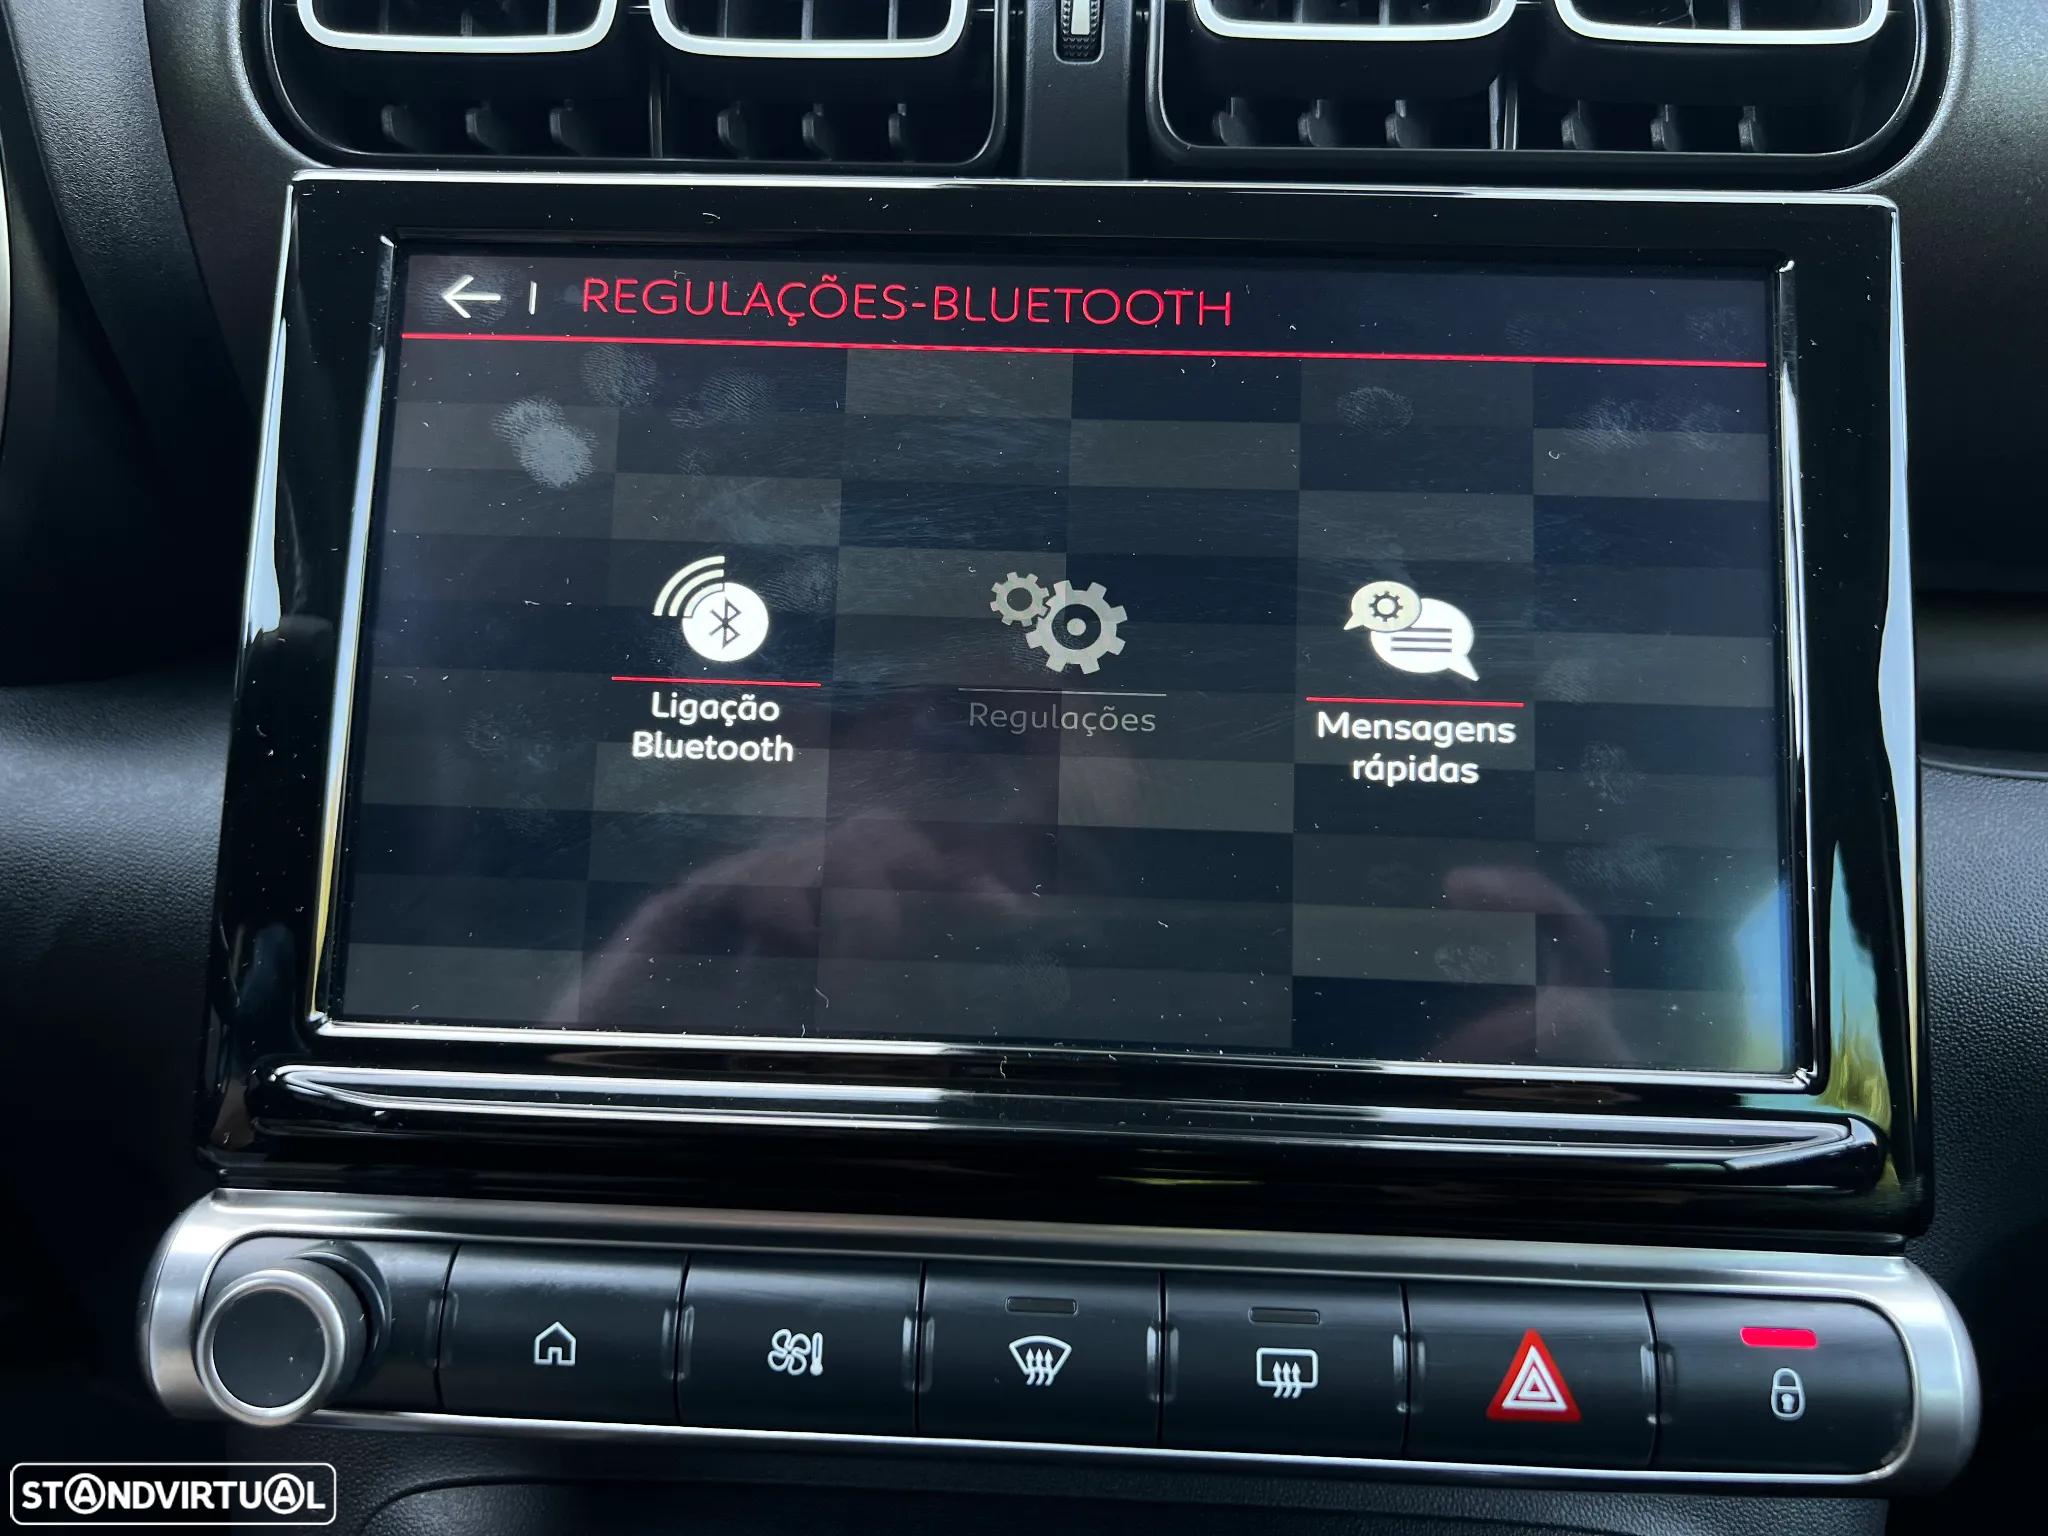 REGULAÇÕES-BLUETOOTH
Ligação
Bluetooth
Regulações
Mensagens
rápidas
STANDVIRTUAL